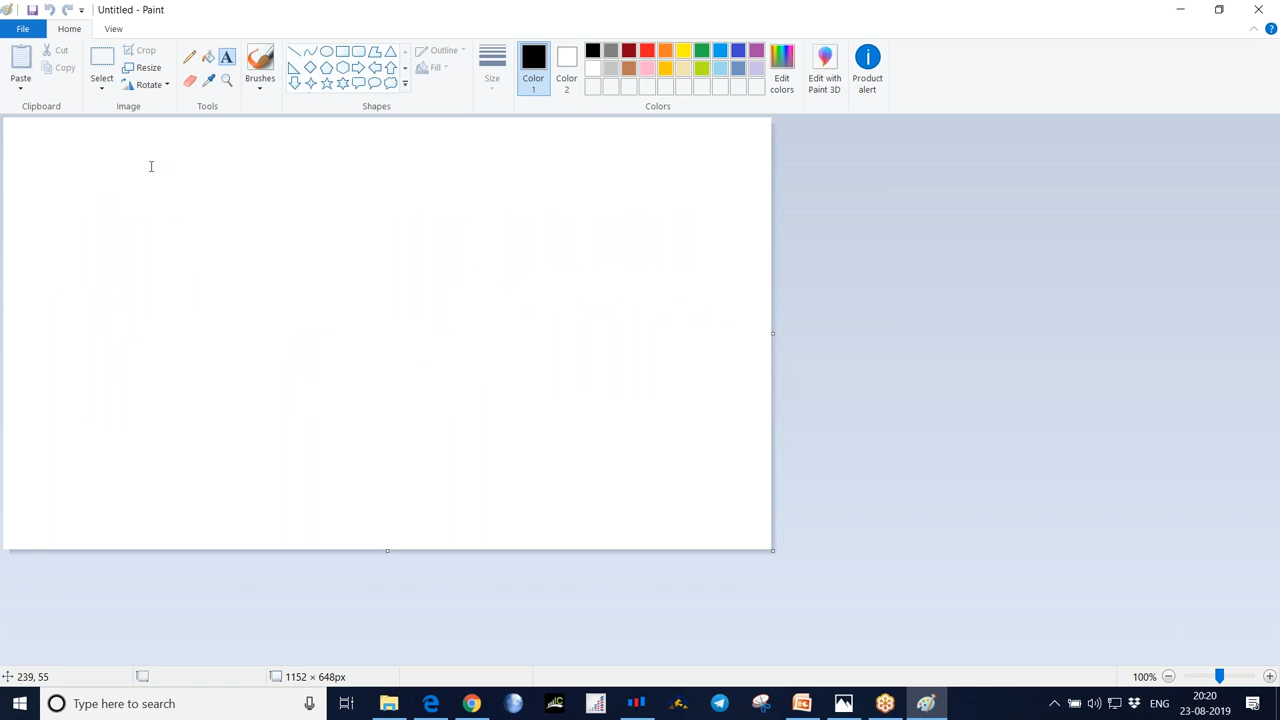 Untitled - Paint
File Home View
Paste
Clipboard
Cut
Copy
Select
Crop
Resize
Rotate
Image
A
Tools
Brushes
Shapes
Outline
Fill
Size
Color 1
Color 2
Colors
Edit colors
Edit with Paint 3D
Product alert
239, 55
1152 × 648px
100%
Type here to search
20:20
23-08-2019